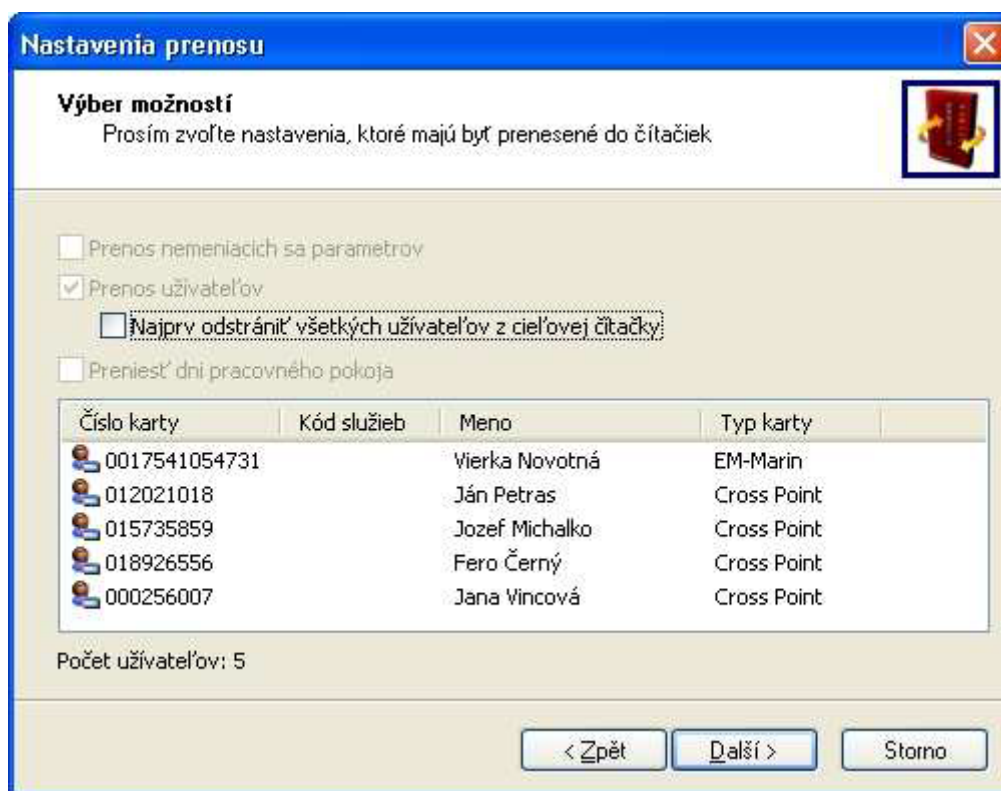 Nastavenia prenosu
Výber možností
Prosím zvoľte nastavenia, ktoré majú byť prenesené do čítačiek
Prenos nemeniacich sa parametrov
Prenos užívateľov
Najprv odstrániť všetkých užívateľov z cieľovej čítačky
Preniesť dni pracovného pokoja
Číslo karty Kód služieb Meno Typ karty
0017541054731 Vierka Novotná EM-Marin
012021018 Ján Petras Cross Point
015735859 Jozef Michalko Cross Point
018926556 Fero Černý Cross Point
000256007 Jana Vincová Cross Point
Počet užívateľov: 5
< Zpět Další > Storno